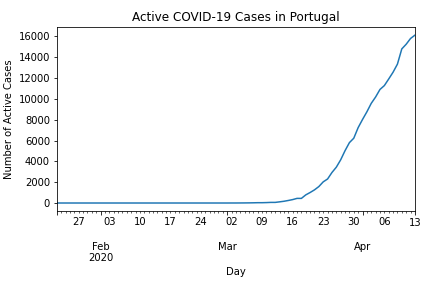 Active COVID-19 Cases in Portugal
Number of Active Cases
16000
14000
12000
10000
8000
6000
4000
2000
0
27 03 10 17 24 02 09 16 23 30 06 13
Feb Mar Apr
2020
Day